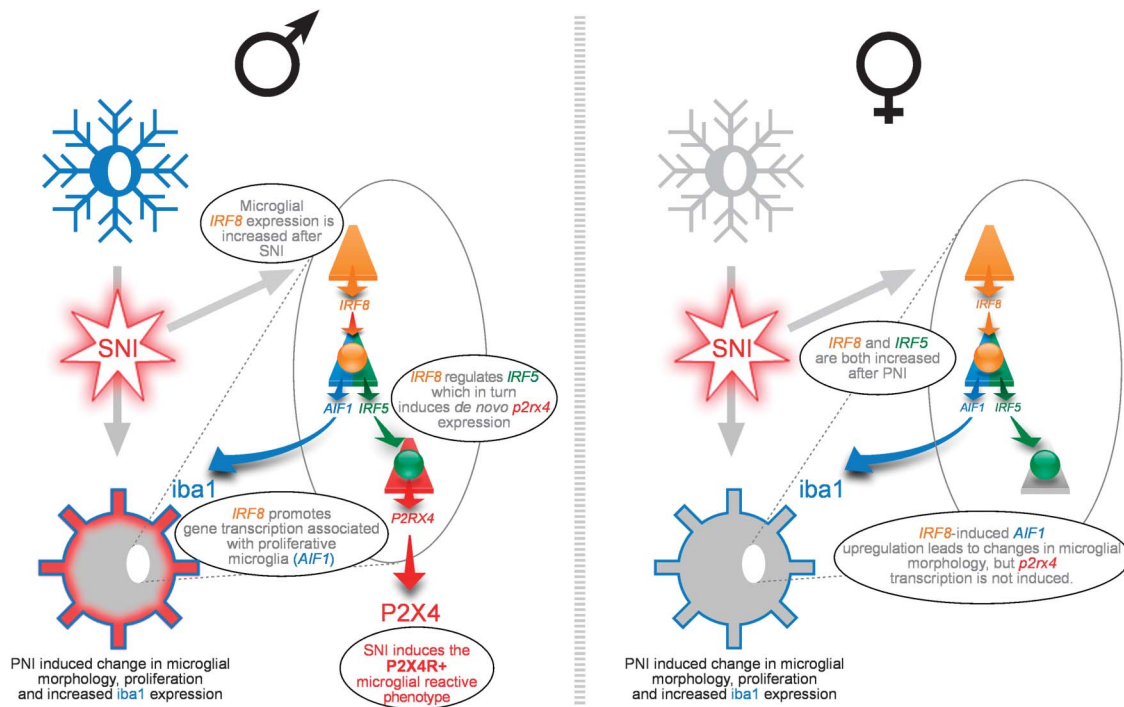 Microglial
IRF8 expression is
increased after
SNI
SNI
IRF8
AIF1 IRF5
IRF8 regulates IRF5
which in turn
induces de novo p2rx4
expression
iba1
IRF8 promotes
gene transcription associated
with proliferative
microglia (AIF1)
P2RX4
P2X4
SNI induces the
P2X4R+
microglial reactive
phenotype
PNI induced change in microglial
morphology, proliferation
and increased iba1 expression
SNI
IRF8
IRF8 and IRF5
are both increased
after PNI
AIF1 IRF5
iba1
IRF8-induced AIF1
upregulation leads to changes in microglial
morphology, but p2rx4
transcription is not induced.
PNI induced change in microglial
morphology, proliferation
and increased iba1 expression